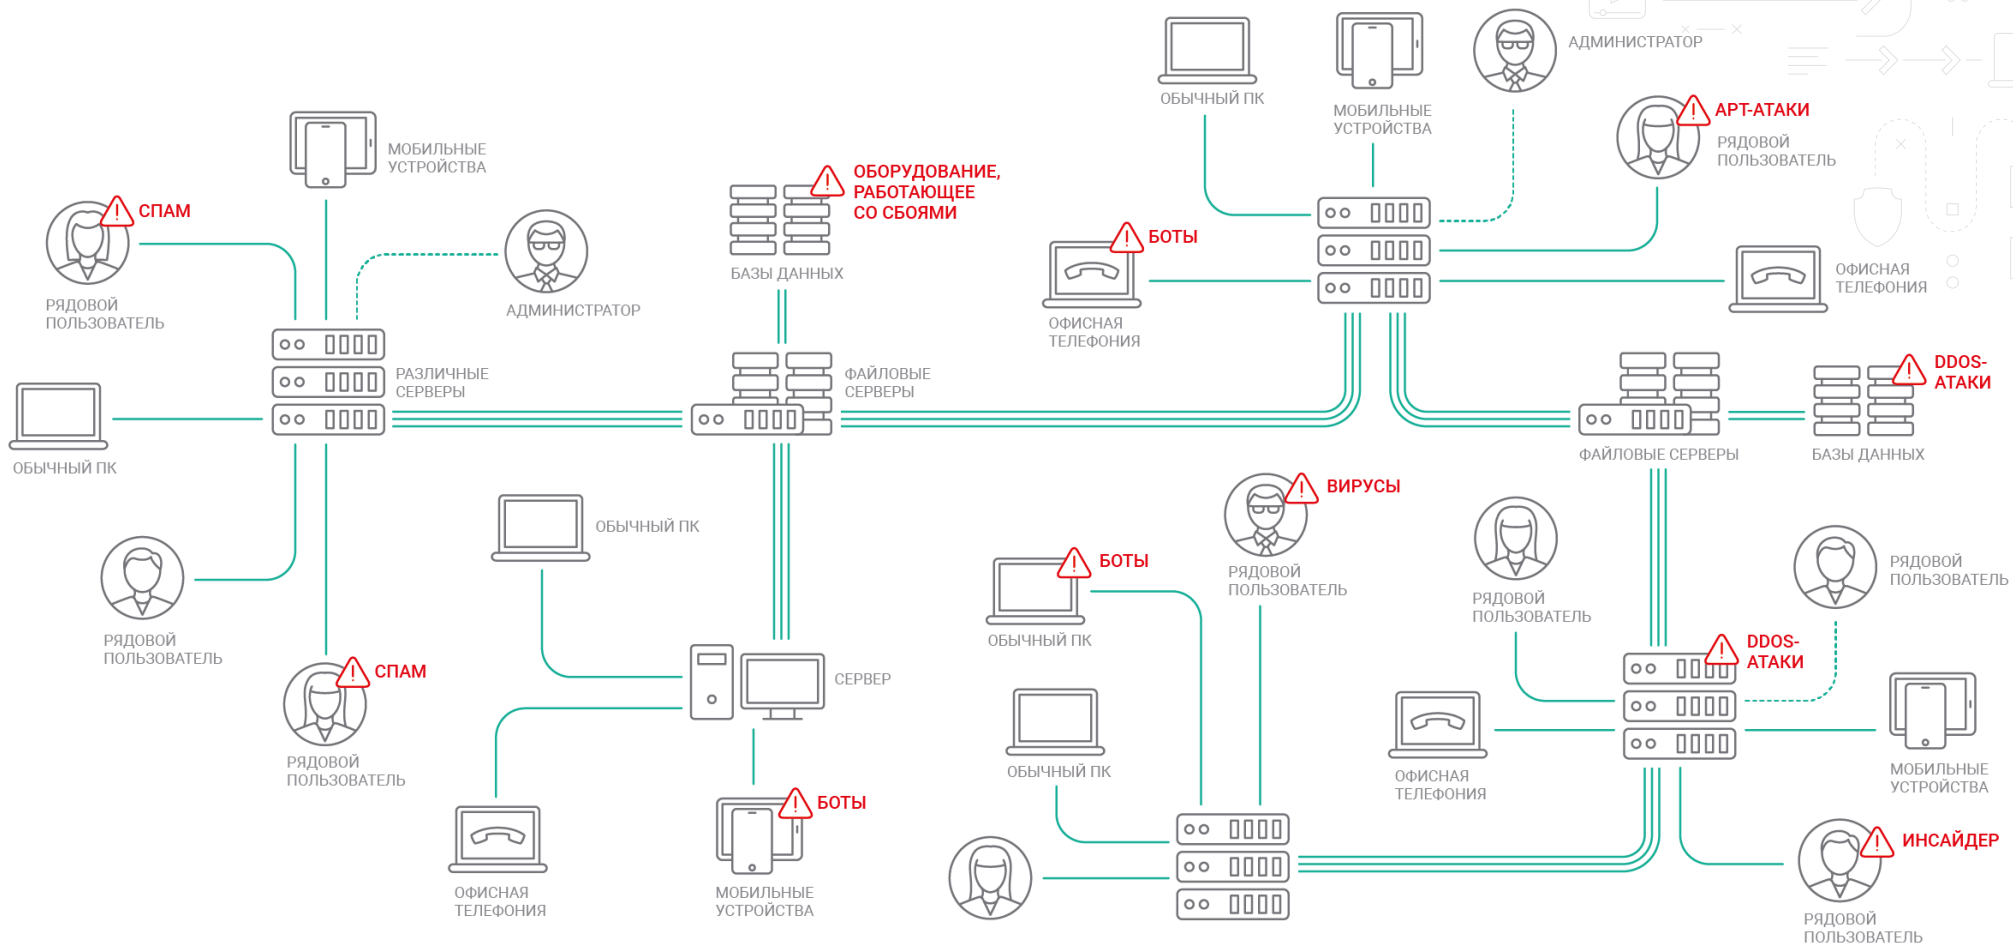 ОБЫЧНЫЙ ПК
МОБИЛЬНЫЕ
УСТРОЙСТВА
АДМИНИСТРАТОР
АРТ-АТАКИ
РЯДОВОЙ
ПОЛЬЗОВАТЕЛЬ
МОБИЛЬНЫЕ
УСТРОЙСТВА
СПАМ
РЯДОВОЙ
ПОЛЬЗОВАТЕЛЬ
АДМИНИСТРАТОР
ОБОРУДОВАНИЕ,
РАБОТАЮЩЕЕ
СО СБОЯМИ
БАЗЫ ДАННЫХ
БОТЫ
ОФИСНАЯ
ТЕЛЕФОНИЯ
ОФИСНАЯ
ТЕЛЕФОНИЯ
РАЗЛИЧНЫЕ
СЕРВЕРЫ
ФАЙЛОВЫЕ
СЕРВЕРЫ
DDOS-
АТАКИ
ФАЙЛОВЫЕ СЕРВЕРЫ
БАЗЫ ДАННЫХ
ОБЫЧНЫЙ ПК
ОБЫЧНЫЙ ПК
ВИРУСЫ
РЯДОВОЙ
ПОЛЬЗОВАТЕЛЬ
БОТЫ
ОБЫЧНЫЙ ПК
РЯДОВОЙ
ПОЛЬЗОВАТЕЛЬ
РЯДОВОЙ
ПОЛЬЗОВАТЕЛЬ
РЯДОВОЙ
ПОЛЬЗОВАТЕЛЬ
СПАМ
РЯДОВОЙ
ПОЛЬЗОВАТЕЛЬ
СЕРВЕР
DDOS-
АТАКИ
ОБЫЧНЫЙ ПК
ОФИСНАЯ
ТЕЛЕФОНИЯ
МОБИЛЬНЫЕ
УСТРОЙСТВА
БОТЫ
ОФИСНАЯ
ТЕЛЕФОНИЯ
МОБИЛЬНЫЕ
УСТРОЙСТВА
ИНСАЙДЕР
РЯДОВОЙ
ПОЛЬЗОВАТЕЛЬ